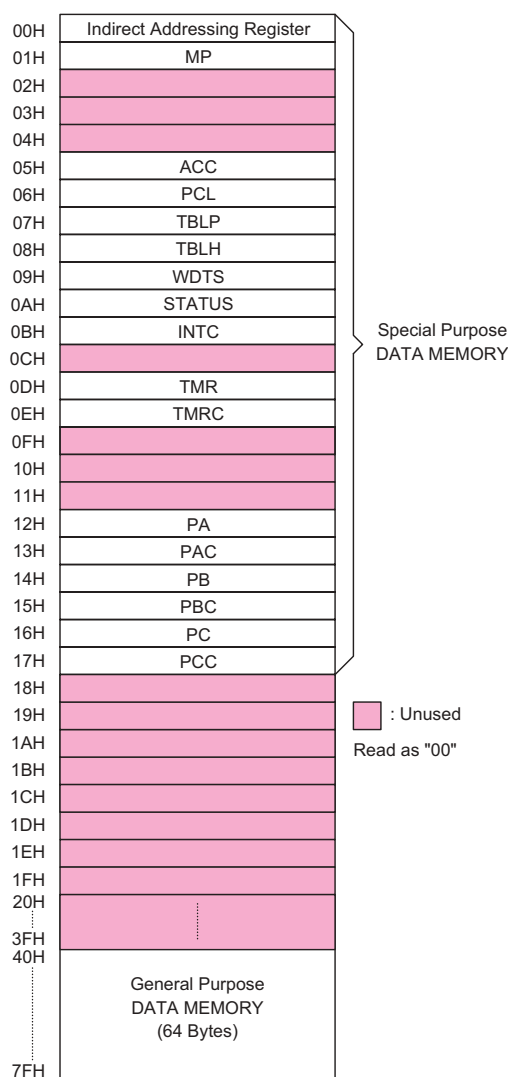 00H Indirect Addressing Register
01H MP
02H
03H
04H
05H ACC
06H PCL
07H TBLP
08H TBLH
09H WDTS
0AH STATUS
0BH INTC
Special Purpose
DATA MEMORY
0CH
0DH TMR
0EH TMRC
0FH
10H
11H
12H PA
13H PAC
14H PB
15H PBC
16H PC
17H PCC
18H
19H
: Unused
Read as "00"
1AH
1BH
1CH
1DH
1EH
1FH
20H
3FH
40H
General Purpose
DATA MEMORY
(64 Bytes)
7FH